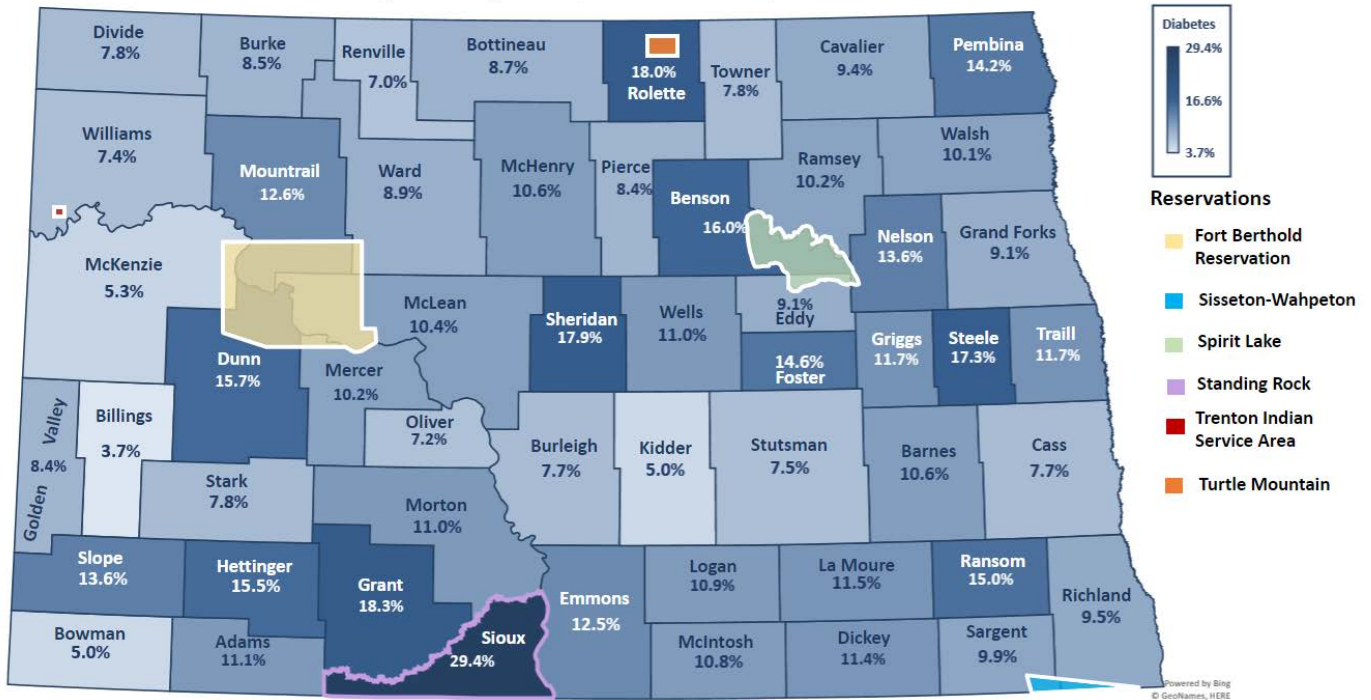 Divide
7.8%
Burke
8.5%
Renville
7.0%
Bottineau
8.7%
18.0%
Rolette
Towner
7.8%
Cavalier
9.4%
Pembina
14.2%
Williams
7.4%
Mountrail
12.6%
Ward
8.9%
McHenry
10.6%
Pierce
8.4%
Benson
16.0%
Ramsey
10.2%
Walsh
10.1%
Nelson
13.6%
Grand Forks
9.1%
McKenzie
5.3%
Dunn
15.7%
McLean
10.4%
Mercer
10.2%
Oliver
7.2%
Sheridan
17.9%
Wells
11.0%
9.1%
Eddy
14.6%
Foster
Griggs
11.7%
Steele
17.3%
Traill
11.7%
Golden Valley
8.4%
Billings
3.7%
Stark
7.8%
Morton
11.0%
Burleigh
7.7%
Kidder
5.0%
Stutsman
7.5%
Barnes
10.6%
Cass
7.7%
Slope
13.6%
Hettinger
15.5%
Grant
18.3%
Sioux
29.4%
Emmons
12.5%
Logan
10.9%
La Moure
11.5%
Ransom
15.0%
Richland
9.5%
Bowman
5.0%
Adams
11.1%
McIntosh
10.8%
Dickey
11.4%
Sargent
9.9%
Diabetes
29.4%
16.6%
3.7%
Reservations
Fort Berthold
Reservation
Sisseton-Wahpeton
Spirit Lake
Standing Rock
Trenton Indian
Service Area
Turtle Mountain
Powered by Bing
© GeoNames, HERE